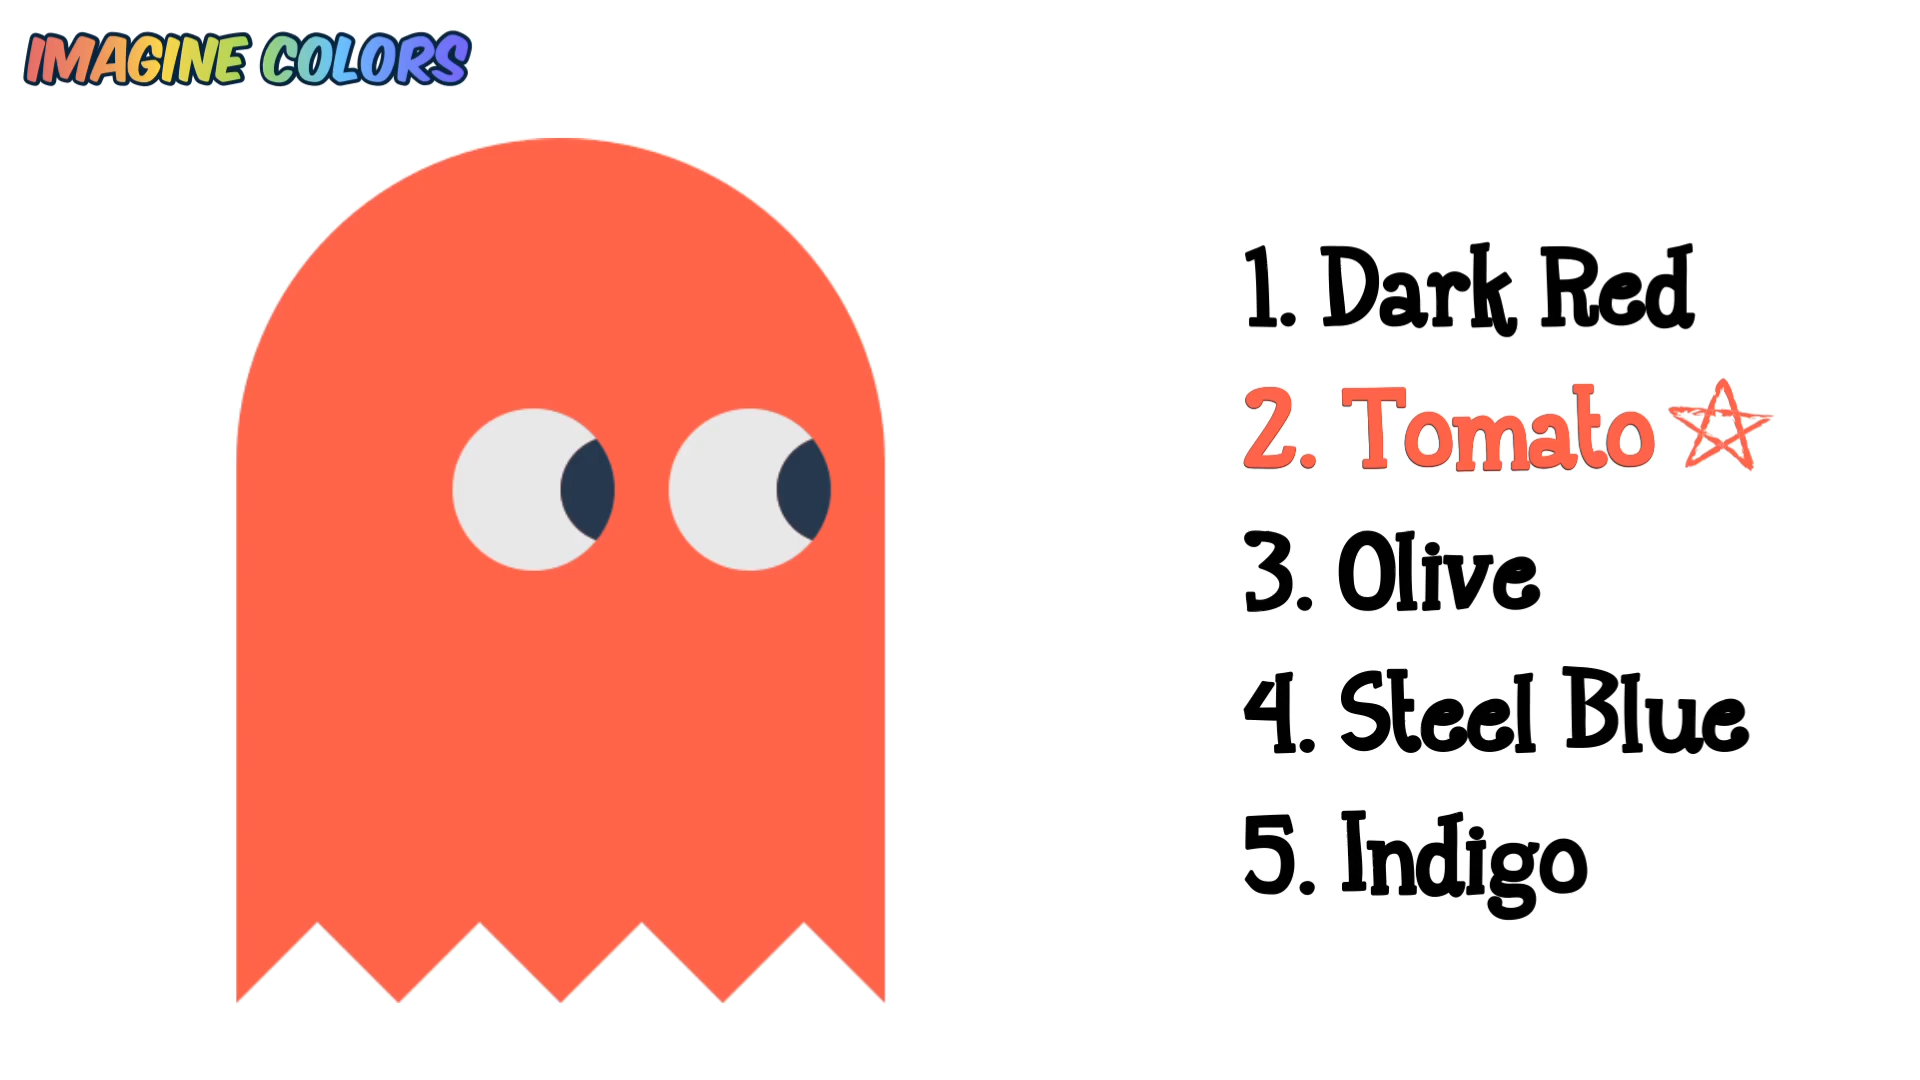 IMAGINE COLORS
1. Dark Red
2. Tomato
3. Olive
4. Steel Blue
5. Indigo